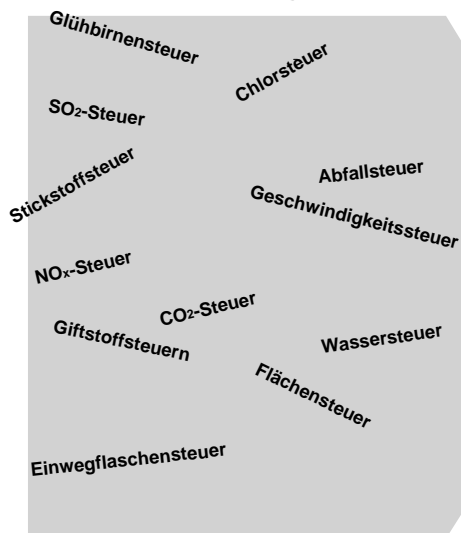 Glühbirnensteuer
Chlorsteuer
SO2-Steuer
Stickstoffsteuer
Abfallsteuer
Geschwindigkeitssteuer
NOx-Steuer
CO2-Steuer
Giftstoffsteuern
Wassersteuer
Flächensteuer
Einwegflaschensteuer